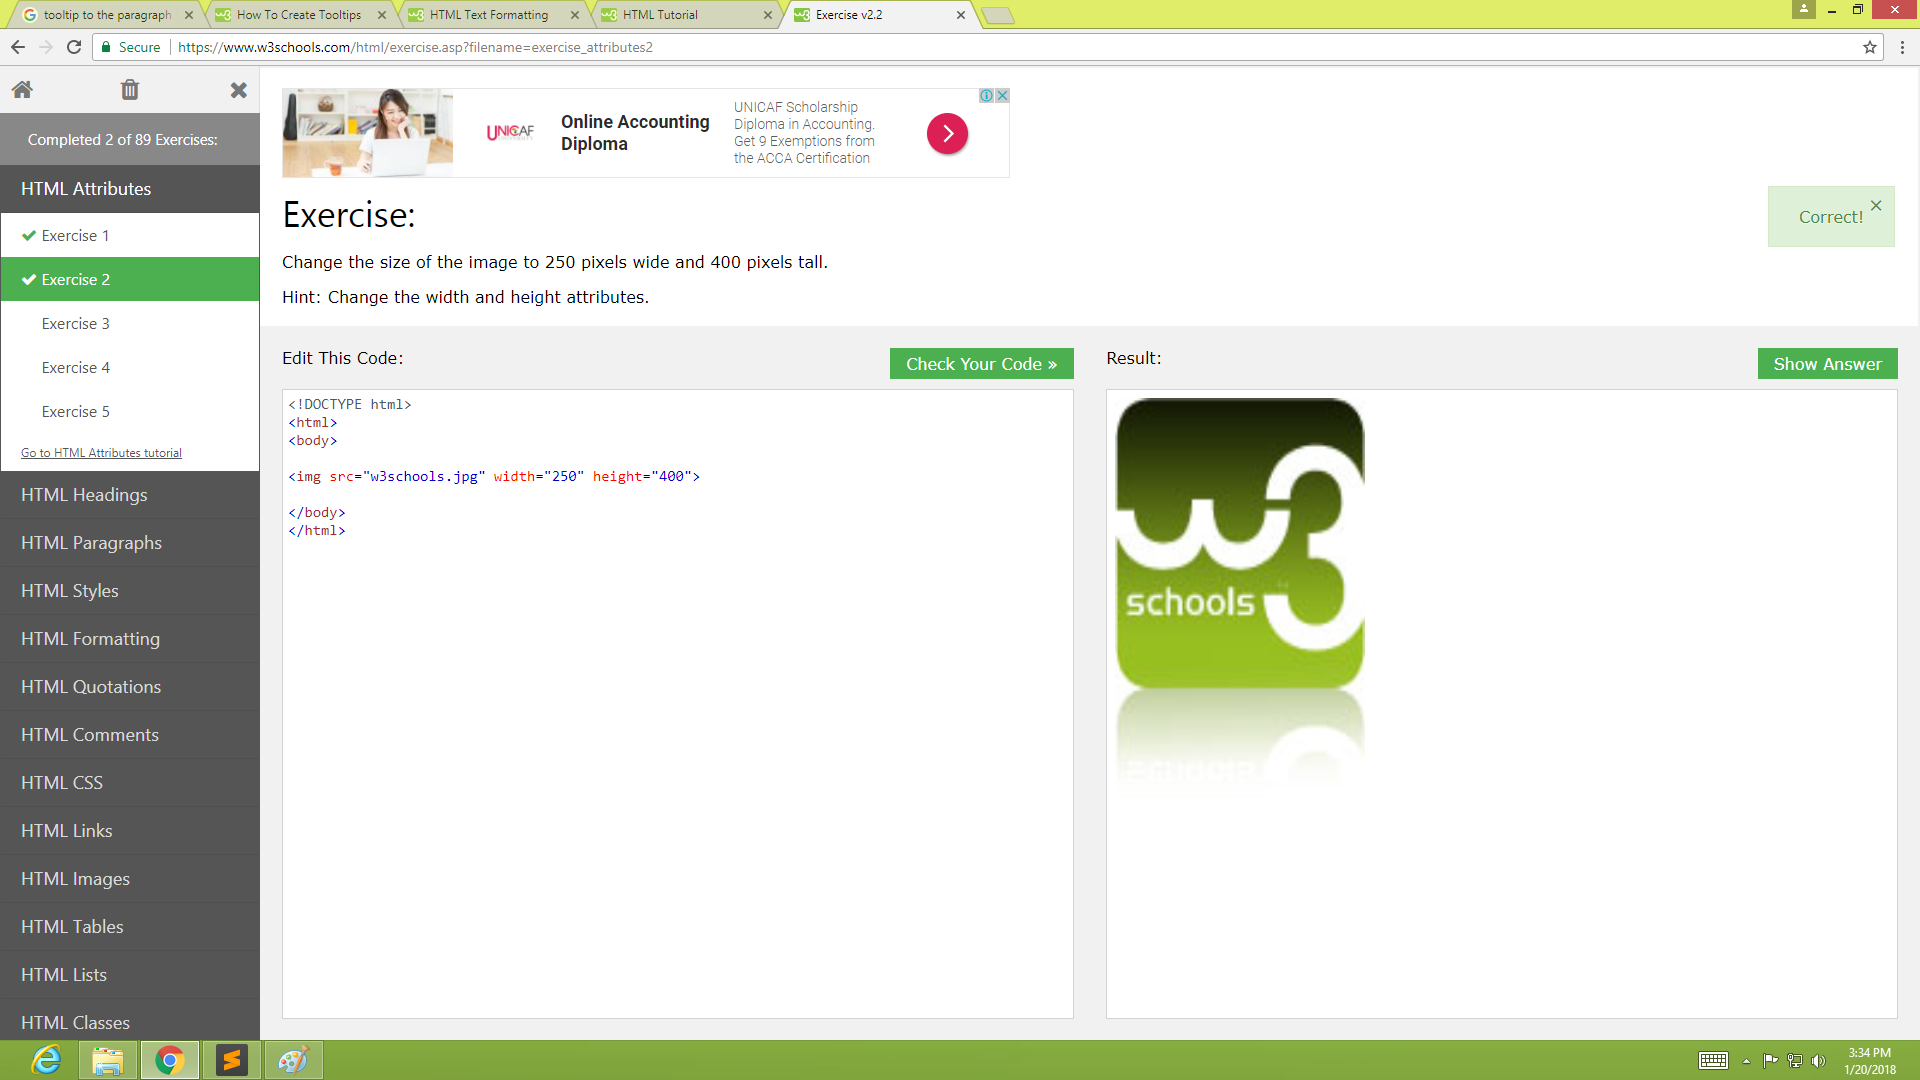 tooltip to the paragraph
How To Create Tooltips
HTML Text Formatting
HTML Tutorial
Exercise v2.2
Secure
https://www.w3schools.com/html/exercise.asp?filename=exercise_attributes2
Completed 2 of 89 Exercises:
HTML Attributes
Exercise 1
Exercise 2
Exercise 3
Exercise 4
Exercise 5
Go to HTML Attributes tutorial
HTML Headings
HTML Paragraphs
HTML Styles
HTML Formatting
HTML Quotations
HTML Comments
HTML CSS
HTML Links
HTML Images
HTML Tables
HTML Lists
HTML Classes
UNICAF
Online Accounting
Diploma
UNICAF Scholarship
Diploma in Accounting.
Get 9 Exemptions from
the ACCA Certification
Exercise:
Correct!
Change the size of the image to 250 pixels wide and 400 pixels tall.
Hint: Change the width and height attributes.
Edit This Code:
Check Your Code »
<!DOCTYPE html>
<html>
<body>
<img src="w3schools.jpg" width="250" height="400">
</body>
</html>
Result:
Show Answer
w3
schools
3:34 PM
1/20/2018